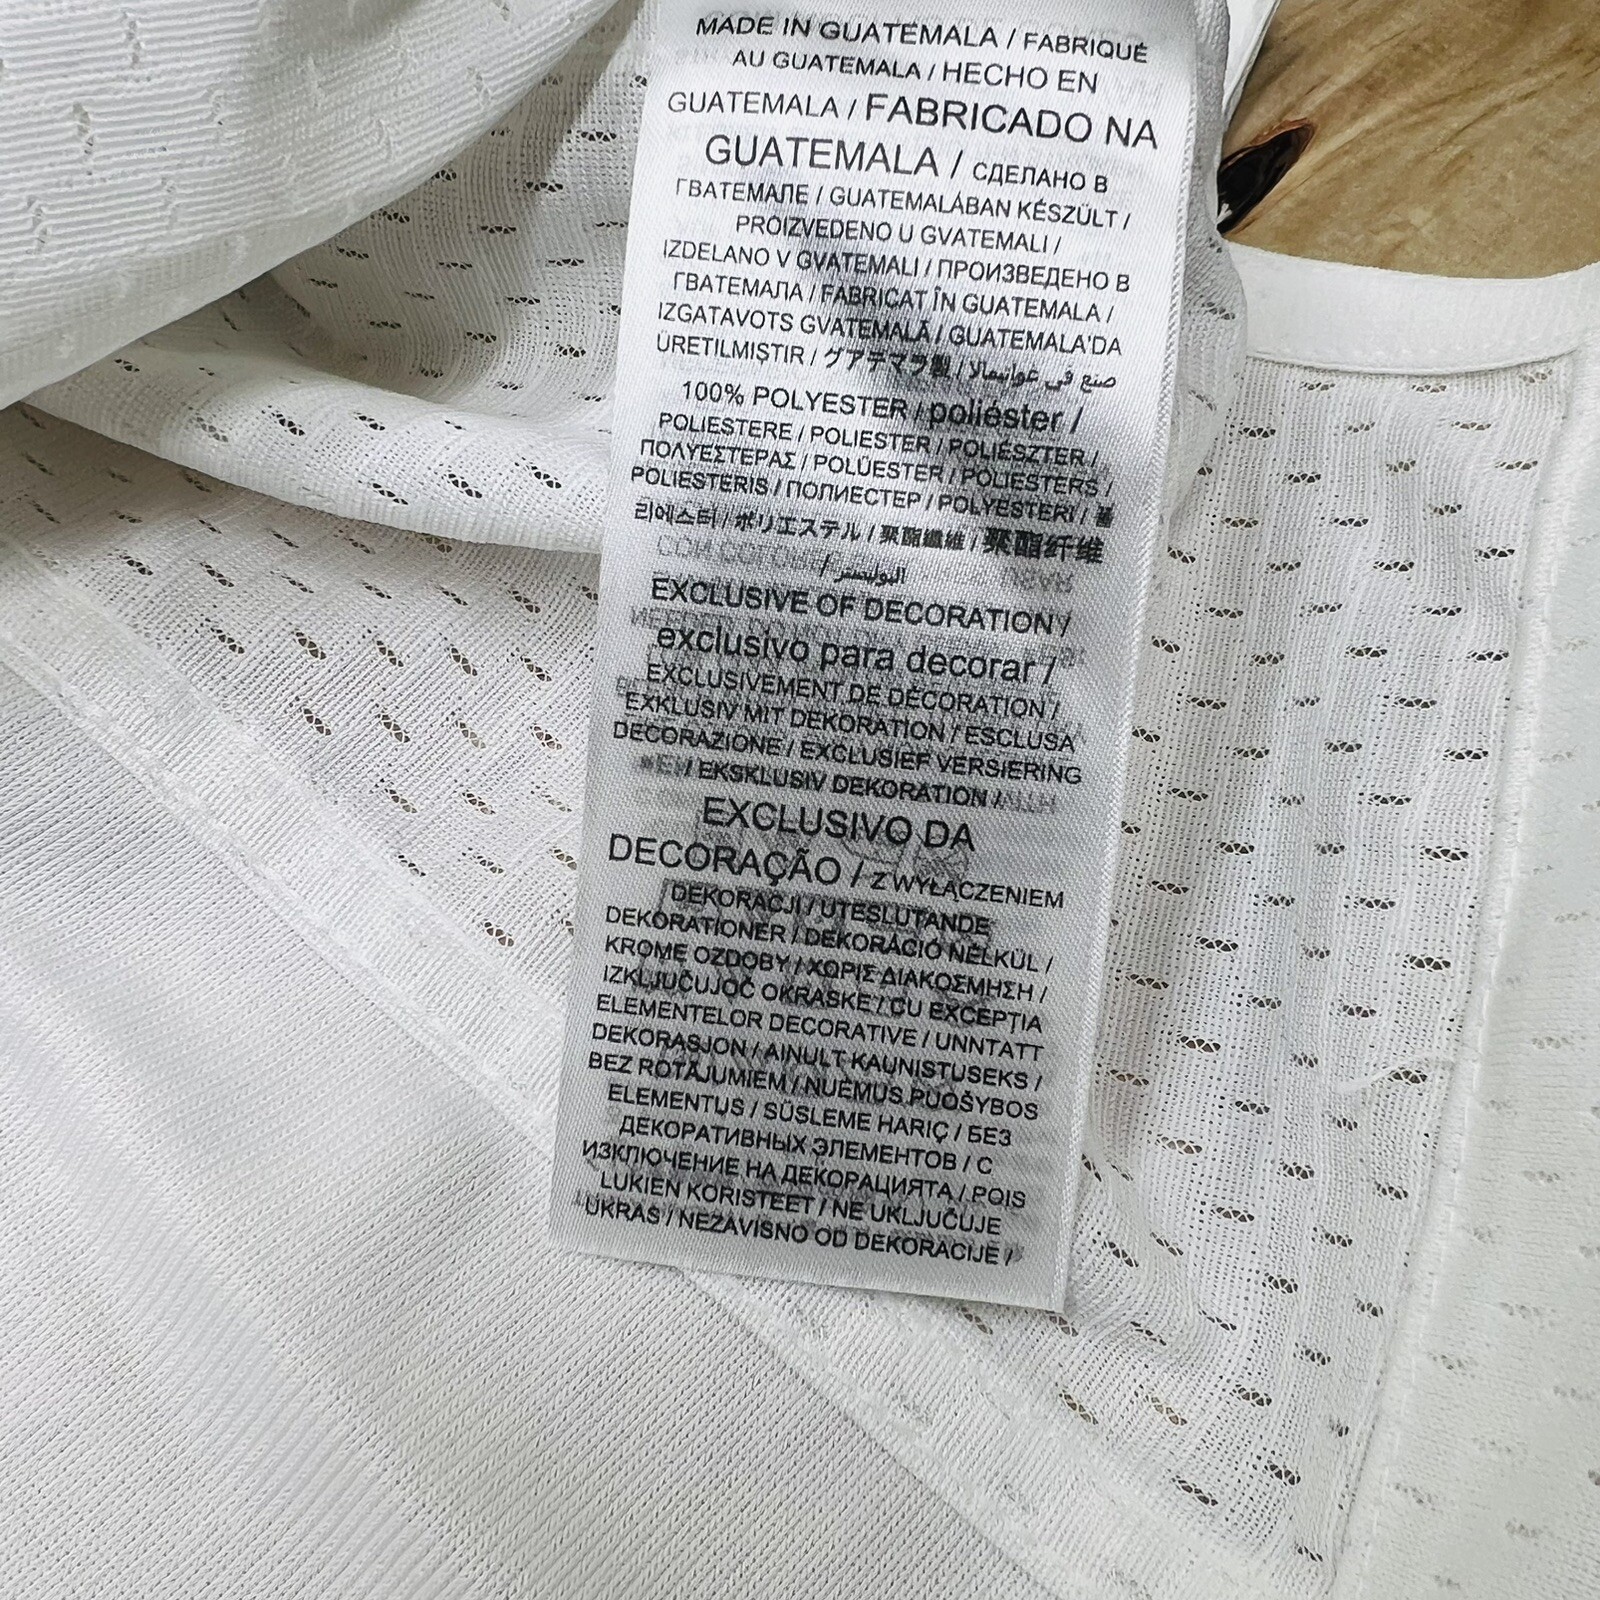 MADE IN GUATEMALA / FABRIQUÉ
AU GUATEMALA / HECHO EN
GUATEMALA / FABRICADO NA
GUATEMALA / СДЕЛАНО В
ГВАТЕМАЛЕ / GUATEMALÁBAN KÉSZÜLT /
PROIZVEDENO U GVATEMALI /
IZDELANO V GVATEMALI / ПРОИЗВЕДЕНО В
ГВАТЕМАЛА / FABRICAT ÎN GUATEMALA /
IZGATAVOTS GVATEMALĀ / GUATEMALA'DA
ÜRETILMIŞTIR / グアテマラ製 / صنع في غواتيمالا
100% POLYESTER / poliéster /
POLIESTERE / POLIESTER / POLIÉSZTER /
ΠΟΛΥΕΣΤΕΡΑΣ / POLÜESTER / POLIESTERS /
POLIESTERIS / ПОЛИЕСТЕР / POLYESTERI / 폴
리에스터 / ポリエステル / 聚酯纖維 / 聚酯纤维
/ البوليستر
EXCLUSIVE OF DECORATION /
exclusivo para decorar /
EXCLUSIVEMENT DE DÉCORATION /
EXKLUSIV MIT DEKORATION / ESCLUSA
DECORAZIONE / EXCLUSIEF VERSIERING
/ EKSKLUSIV DEKORATION /
EXCLUSIVO DA
DECORAÇÃO / Z WYŁĄCZENIEM
DEKORACJI / UTESLUTANDE
DEKORATIONER / DEKORÁCIÓ NÉLKÜL /
KROME OZDOBY / ΧΩΡΙΣ ΔΙΑΚΟΣΜΗΣΗ /
IZKLJUČUJOČ OKRASKE / CU EXCEPŢIA
ELEMENTELOR DECORATIVE / UNNTATT
DEKORASJON / AINULT KAUNISTUSEKS /
BEZ ROTĀJUMIEM / NUĖMUS PUOŠYBOS
ELEMENTUS / SÜSLEME HARIÇ / БЕЗ
ДЕКОРАТИВНЫХ ЭЛЕМЕНТОВ / С
ИЗКЛЮЧЕНИЕ НА ДЕКОРАЦИЯТА / POIS
LUKIEN KORISTEET / NE UKLJUČUJE
UKRAS / NEZAVISNO OD DEKORACIJE /